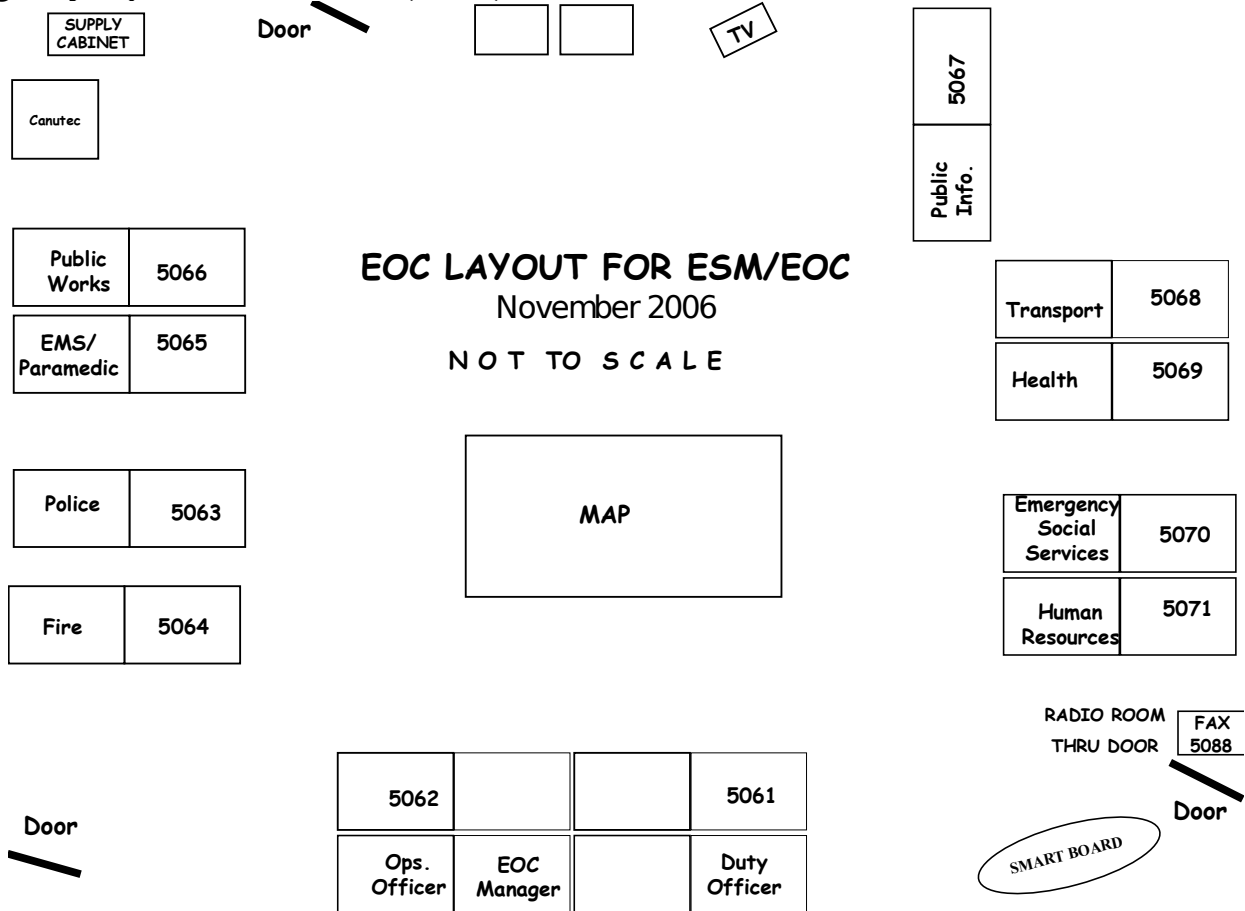 SUPPLY
CABINET
Door
TV
5067
Canutec
Public
Info.
Public
Works
5066
EOC LAYOUT FOR ESM/EOC
November 2006
NOT TO SCALE
EMS/
Paramedic
5065
Transport
5068
Health
5069
Police
5063
MAP
Emergency
Social
Services
5070
Fire
5064
Human
Resources
5071
RADIO ROOM
THRU DOOR
FAX
5088
Door
5062
5061
Door
Ops.
Officer
EOC
Manager
Duty
Officer
SMART BOARD